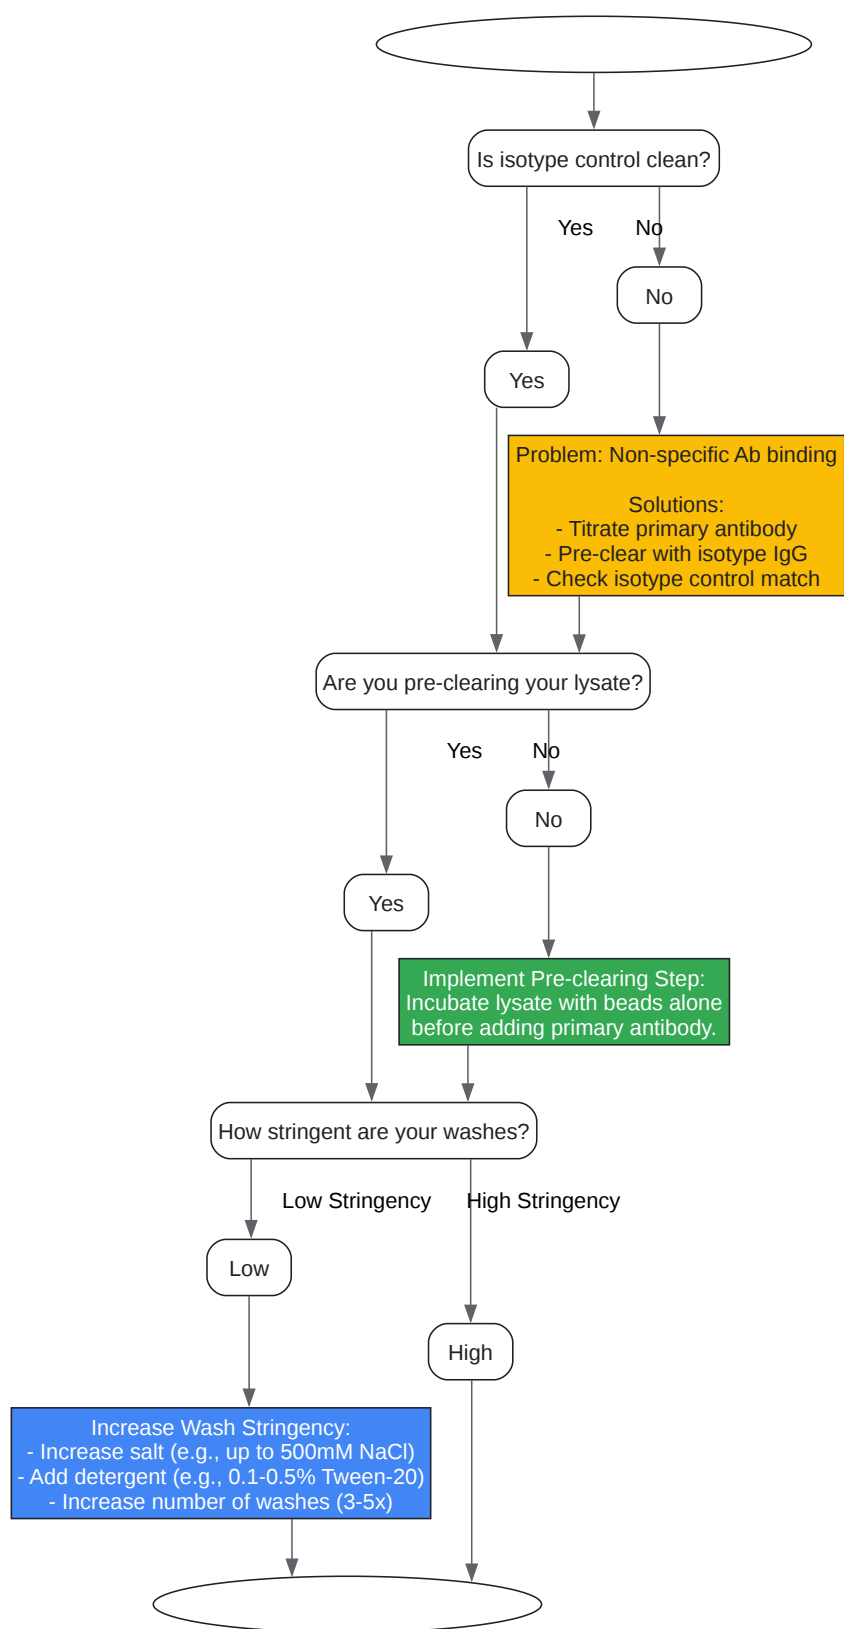 Is isotype control clean?
Yes
No
No
Yes
Problem: Non-specific Ab binding
Solutions:
- Titrate primary antibody
- Pre-clear with isotype IgG
- Check isotype control match
Are you pre-clearing your lysate?
Yes
No
No
Yes
Implement Pre-clearing Step:
Incubate lysate with beads alone
before adding primary antibody.
How stringent are your washes?
Low Stringency
High Stringency
Low
High
Increase Wash Stringency:
- Increase salt (e.g., up to 500mM NaCl)
- Add detergent (e.g., 0.1-0.5% Tween-20)
- Increase number of washes (3-5x)